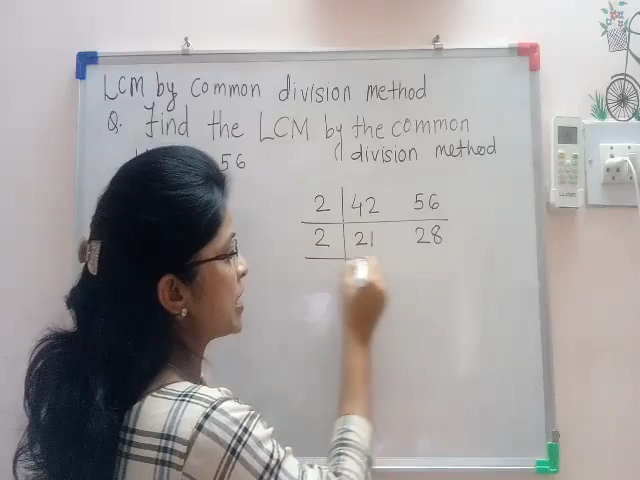 LCM by common division method
Q. Find the LCM by the common
56 division method
2 42 56
2 21 28